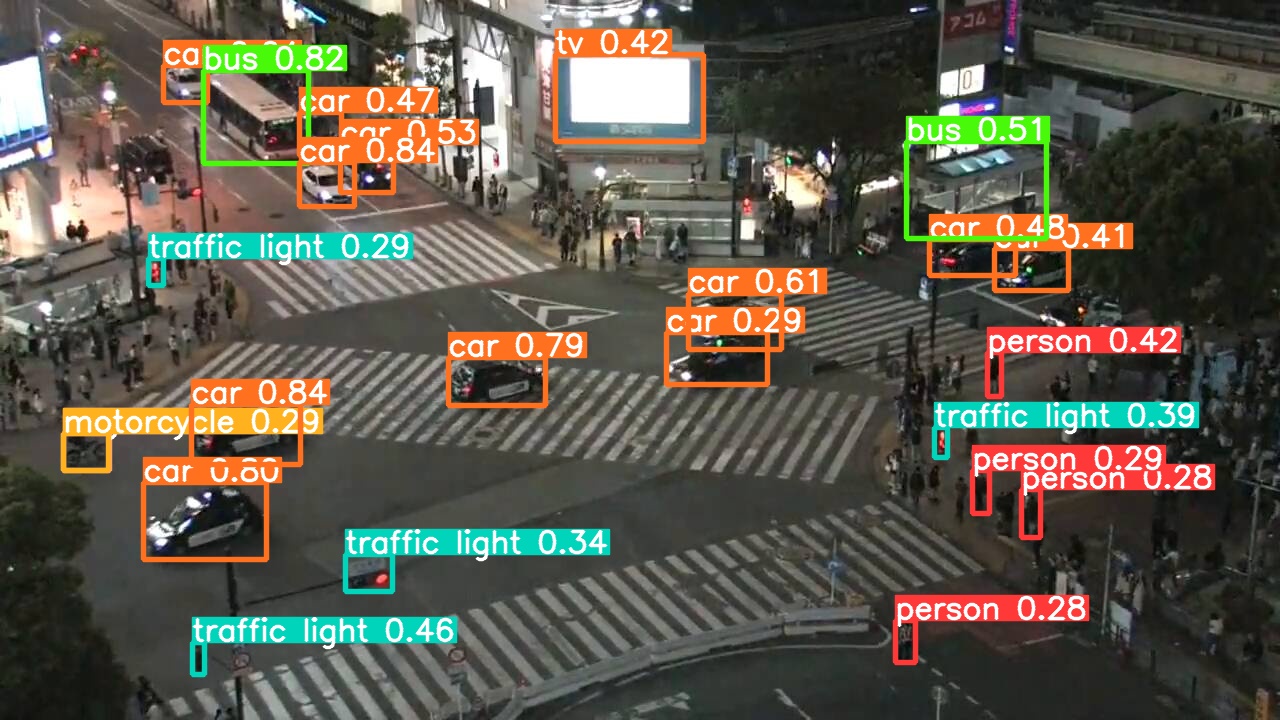 tv 0.42
アコム
bus 0.82
car 0.47
car 0.53
bus 0.51
car 0.84
car 0.48
0.41
traffic light 0.29
car 0.61
car 0.29
car 0.79
person 0.42
car 0.84
motorcycle 0.29
traffic light 0.39
car 0.80
person 0.29
person 0.28
traffic light 0.34
person 0.28
traffic light 0.46